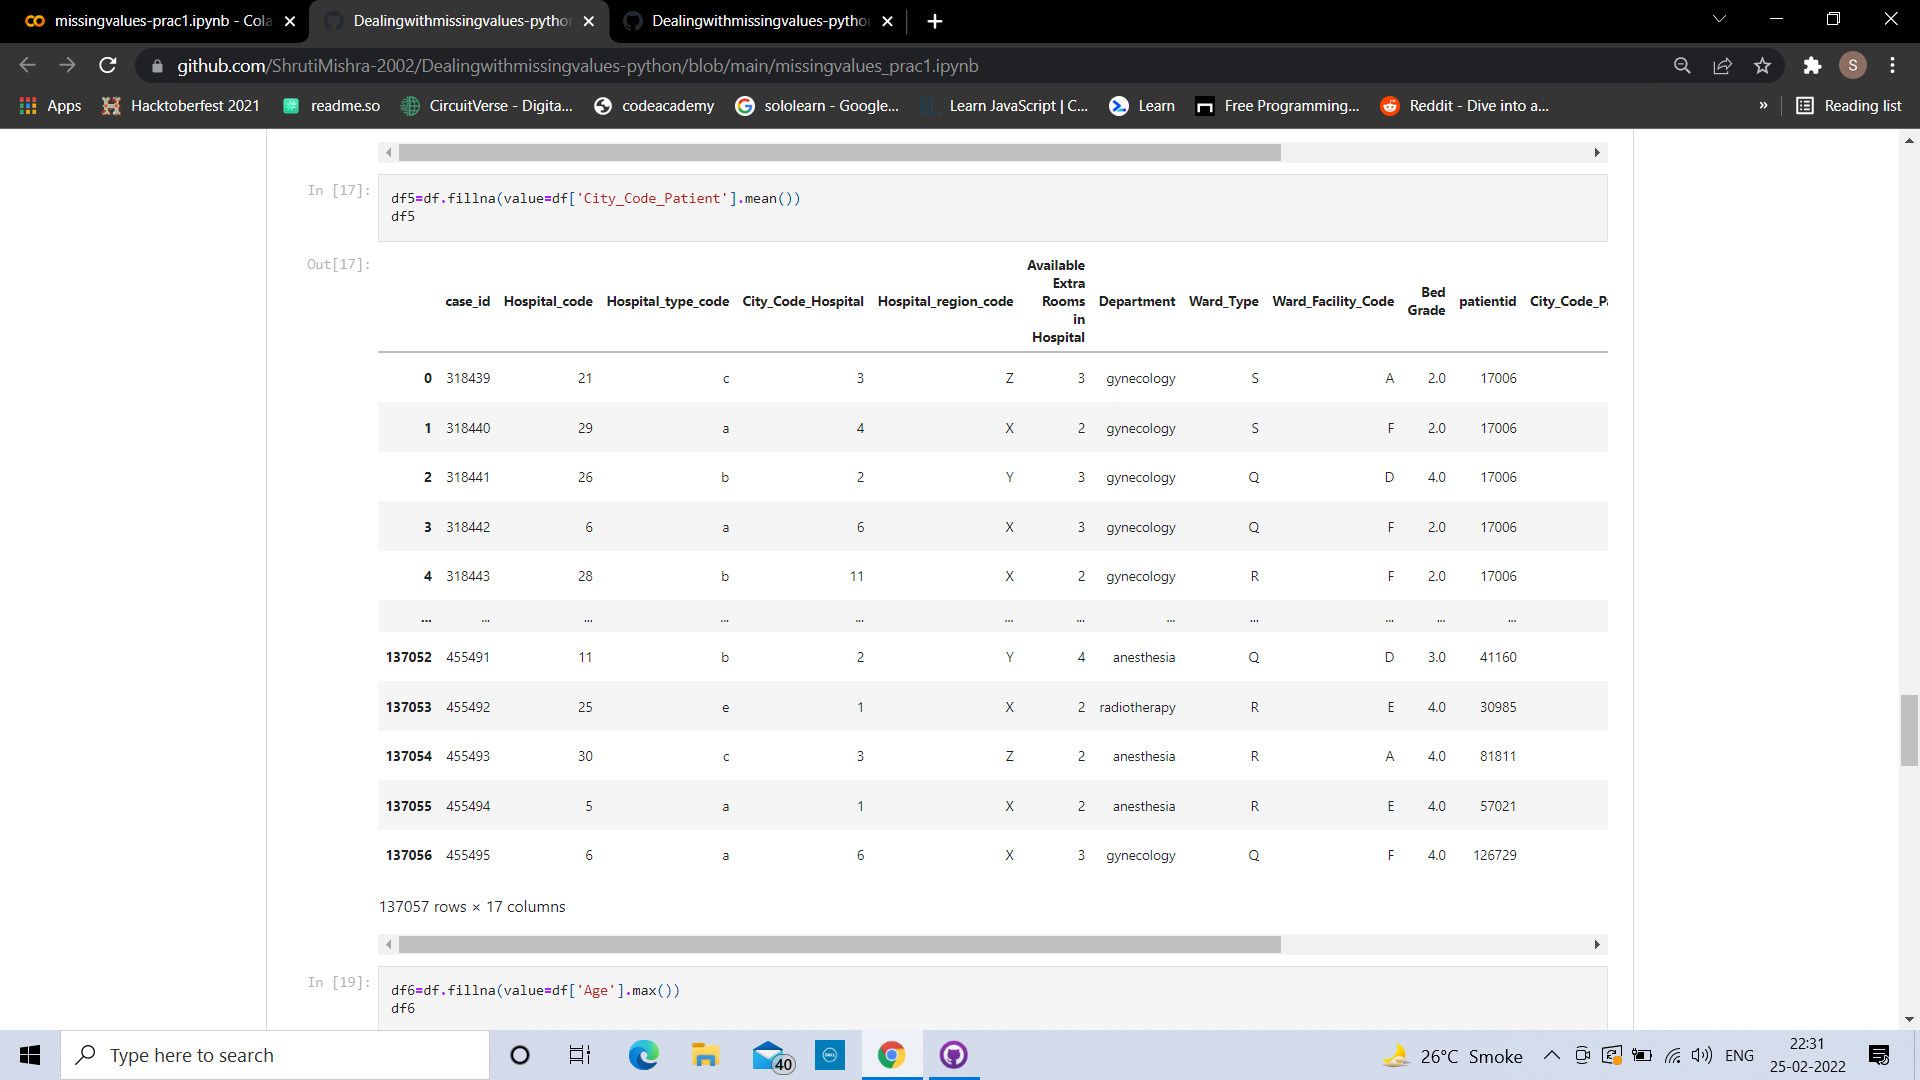 missingvalues-prac1.ipynb - Cola
Dealingwithmissingvalues-pytho
Dealingwithmissingvalues-pytho
github.com/ShrutiMishra-2002/Dealingwithmissingvalues-python/blob/main/missingvalues_prac1.ipynb
S
Apps
Hacktoberfest 2021
readme.so
CircuitVerse - Digita...
codeacademy
sololearn - Google...
Learn JavaScript | C...
Learn
Free Programming...
Reddit - Dive into a...
»
Reading list
In [17]:
df5=df.fillna(value=df['City_Code_Patient'].mean())
df5
Out[17]:
case_id Hospital_code Hospital_type_code City_Code_Hospital Hospital_region_code Available Extra Rooms in Hospital Department Ward_Type Ward_Facility_Code Bed Grade patientid City_Code_P
0 318439 21 c 3 Z 3 gynecology S A 2.0 17006
1 318440 29 a 4 X 2 gynecology S F 2.0 17006
2 318441 26 b 2 Y 3 gynecology Q D 4.0 17006
3 318442 6 a 6 X 3 gynecology Q F 2.0 17006
4 318443 28 b 11 X 2 gynecology R F 2.0 17006
... ... ... ... ... ... ... ... ... ... ... ...
137052 455491 11 b 2 Y 4 anesthesia Q D 3.0 41160
137053 455492 25 e 1 X 2 radiotherapy R E 4.0 30985
137054 455493 30 c 3 Z 2 anesthesia R A 4.0 81811
137055 455494 5 a 1 X 2 anesthesia R E 4.0 57021
137056 455495 6 a 6 X 3 gynecology Q F 4.0 126729
137057 rows × 17 columns
In [19]:
df6=df.fillna(value=df['Age'].max())
df6
Type here to search
40
DELL
26°C Smoke
ENG
22:31
25-02-2022